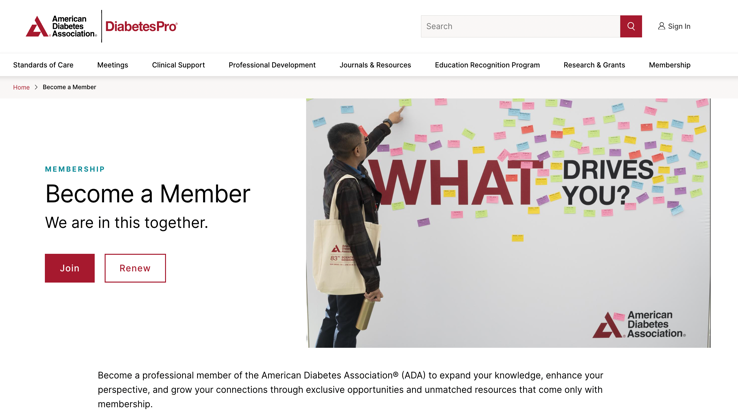 American
Diabetes
Association®
DiabetesPro®
Search
Sign In
Standards of Care
Meetings
Clinical Support
Professional Development
Journals & Resources
Education Recognition Program
Research & Grants
Membership
Home > Become a Member
MEMBERSHIP
Become a Member
We are in this together.
Join
Renew
WHAT DRIVES
YOU?
American
Diabetes
Association®
Become a professional member of the American Diabetes Association® (ADA) to expand your knowledge, enhance your
perspective, and grow your connections through exclusive opportunities and unmatched resources that come only with
membership.